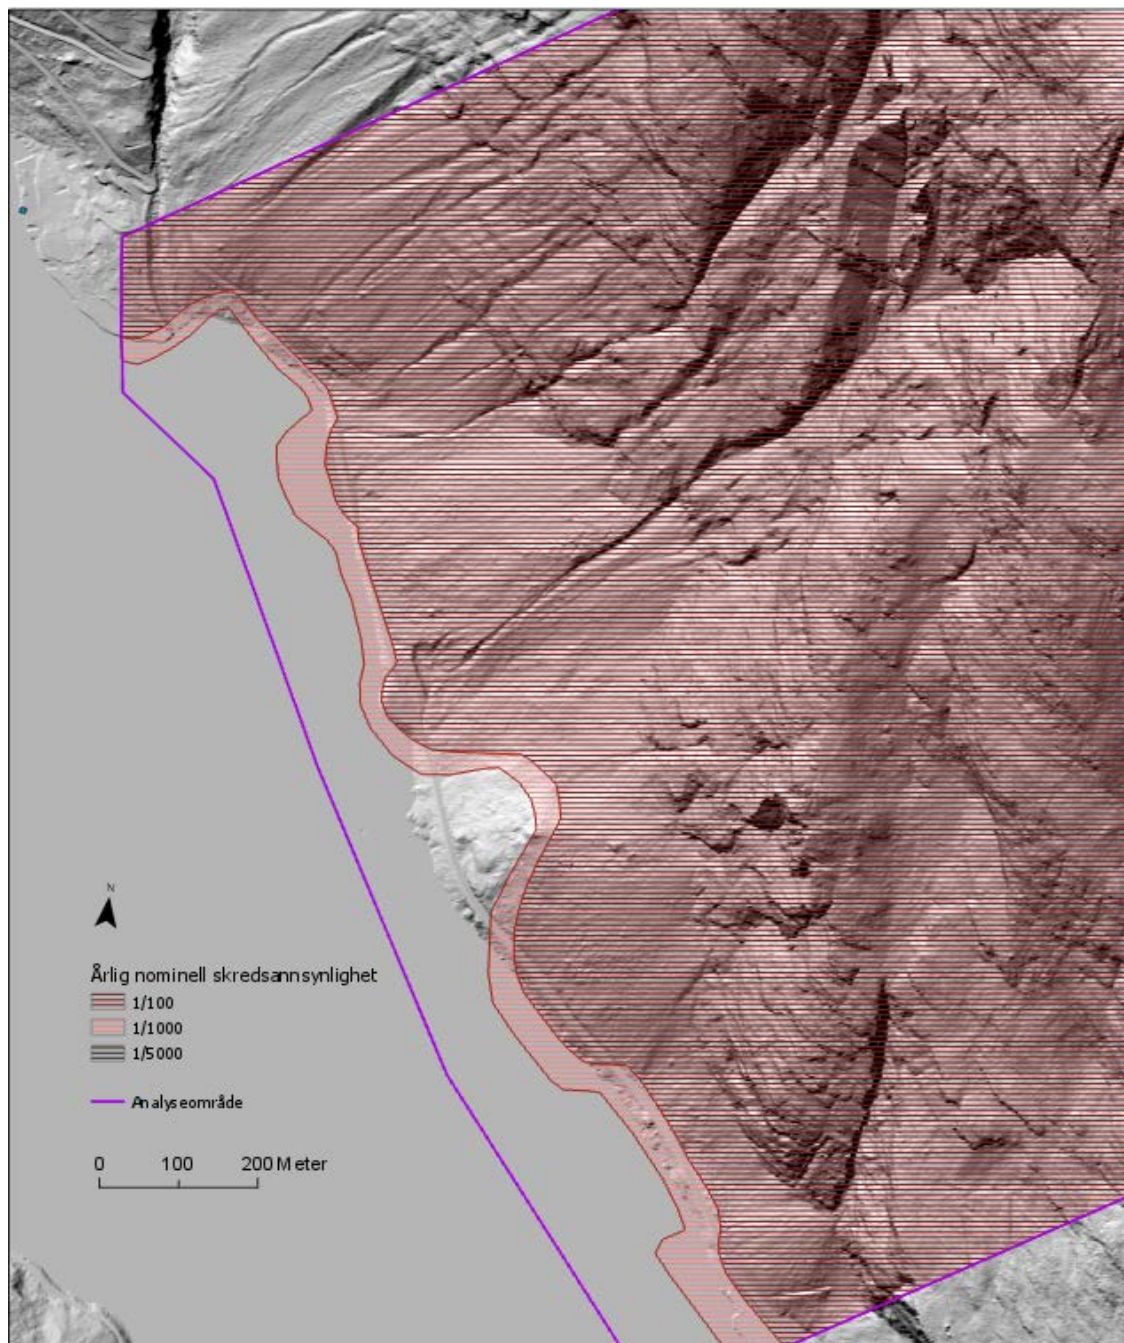 N
Årlig nominell skredsannsynlighet
1/100
1/1000
1/5000
Analyseområde
0 100 200 Meter